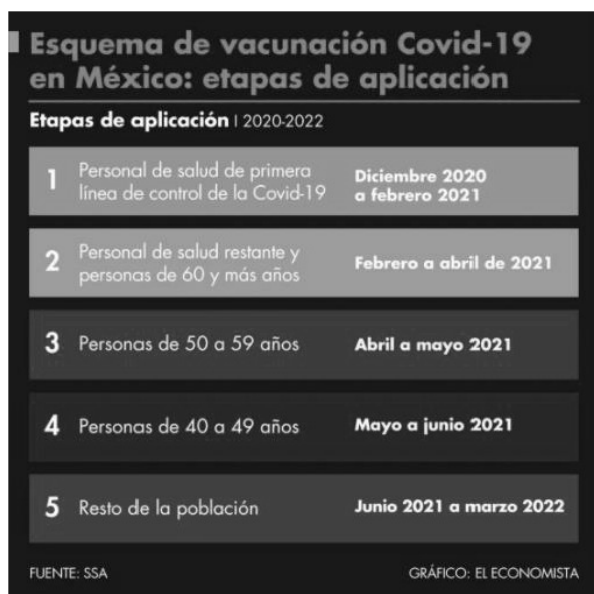 Esquema de vacunación Covid-19
en México: etapas de aplicación
Etapas de aplicación | 2020-2022
1 Personal de salud de primera
línea de control de la Covid-19
Diciembre 2020
a febrero 2021
2 Personal de salud restante y
personas de 60 y más años
Febrero a abril de 2021
3 Personas de 50 a 59 años
Abril a mayo 2021
4 Personas de 40 a 49 años
Mayo a junio 2021
5 Resto de la población
Junio 2021 a marzo 2022
FUENTE: SSA
GRÁFICO: EL ECONOMISTA